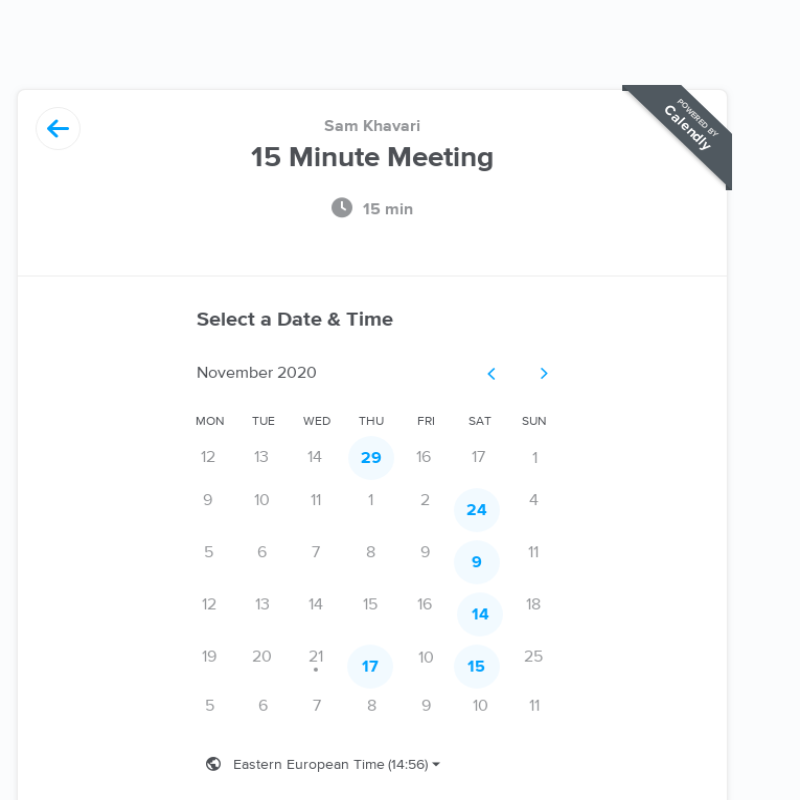 POWERED BY
Calendly
Sam Khavari
15 Minute Meeting
15 min
Select a Date & Time
November 2020
MON TUE WED THU FRI SAT SUN
12 13 14 29 16 17 1
9 10 11 1 2 24 4
5 6 7 8 9 9 11
12 13 14 15 16 14 18
19 20 21 17 10 15 25
5 6 7 8 9 10 11
Eastern European Time (14:56)